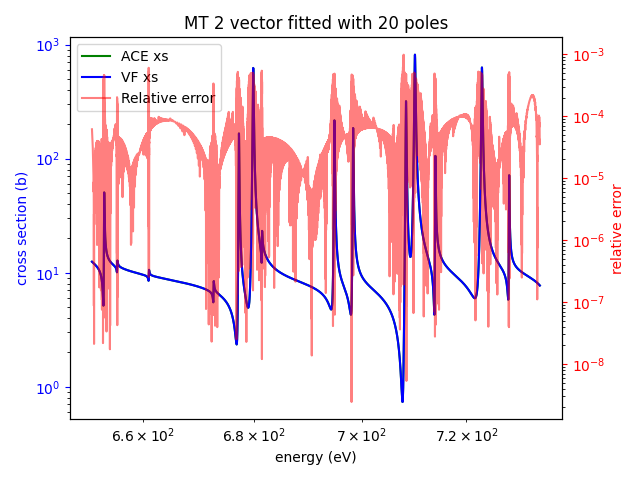 MT 2 vector fitted with 20 poles
ACE xs
VF xs
Relative error
cross section (b)
10³
10²
10¹
10⁰
10⁻³
10⁻⁴
10⁻⁵
10⁻⁶
10⁻⁷
10⁻⁸
relative error
6.6 × 10² 6.8 × 10² 7 × 10² 7.2 × 10²
energy (eV)